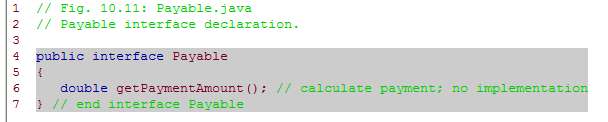 1 // Fig. 10.11: Payable.java
2 // Payable interface declaration.
3
4 public interface Payable
5 {
6    double getPaymentAmount(); // calculate payment; no implementation
7 } // end interface Payable